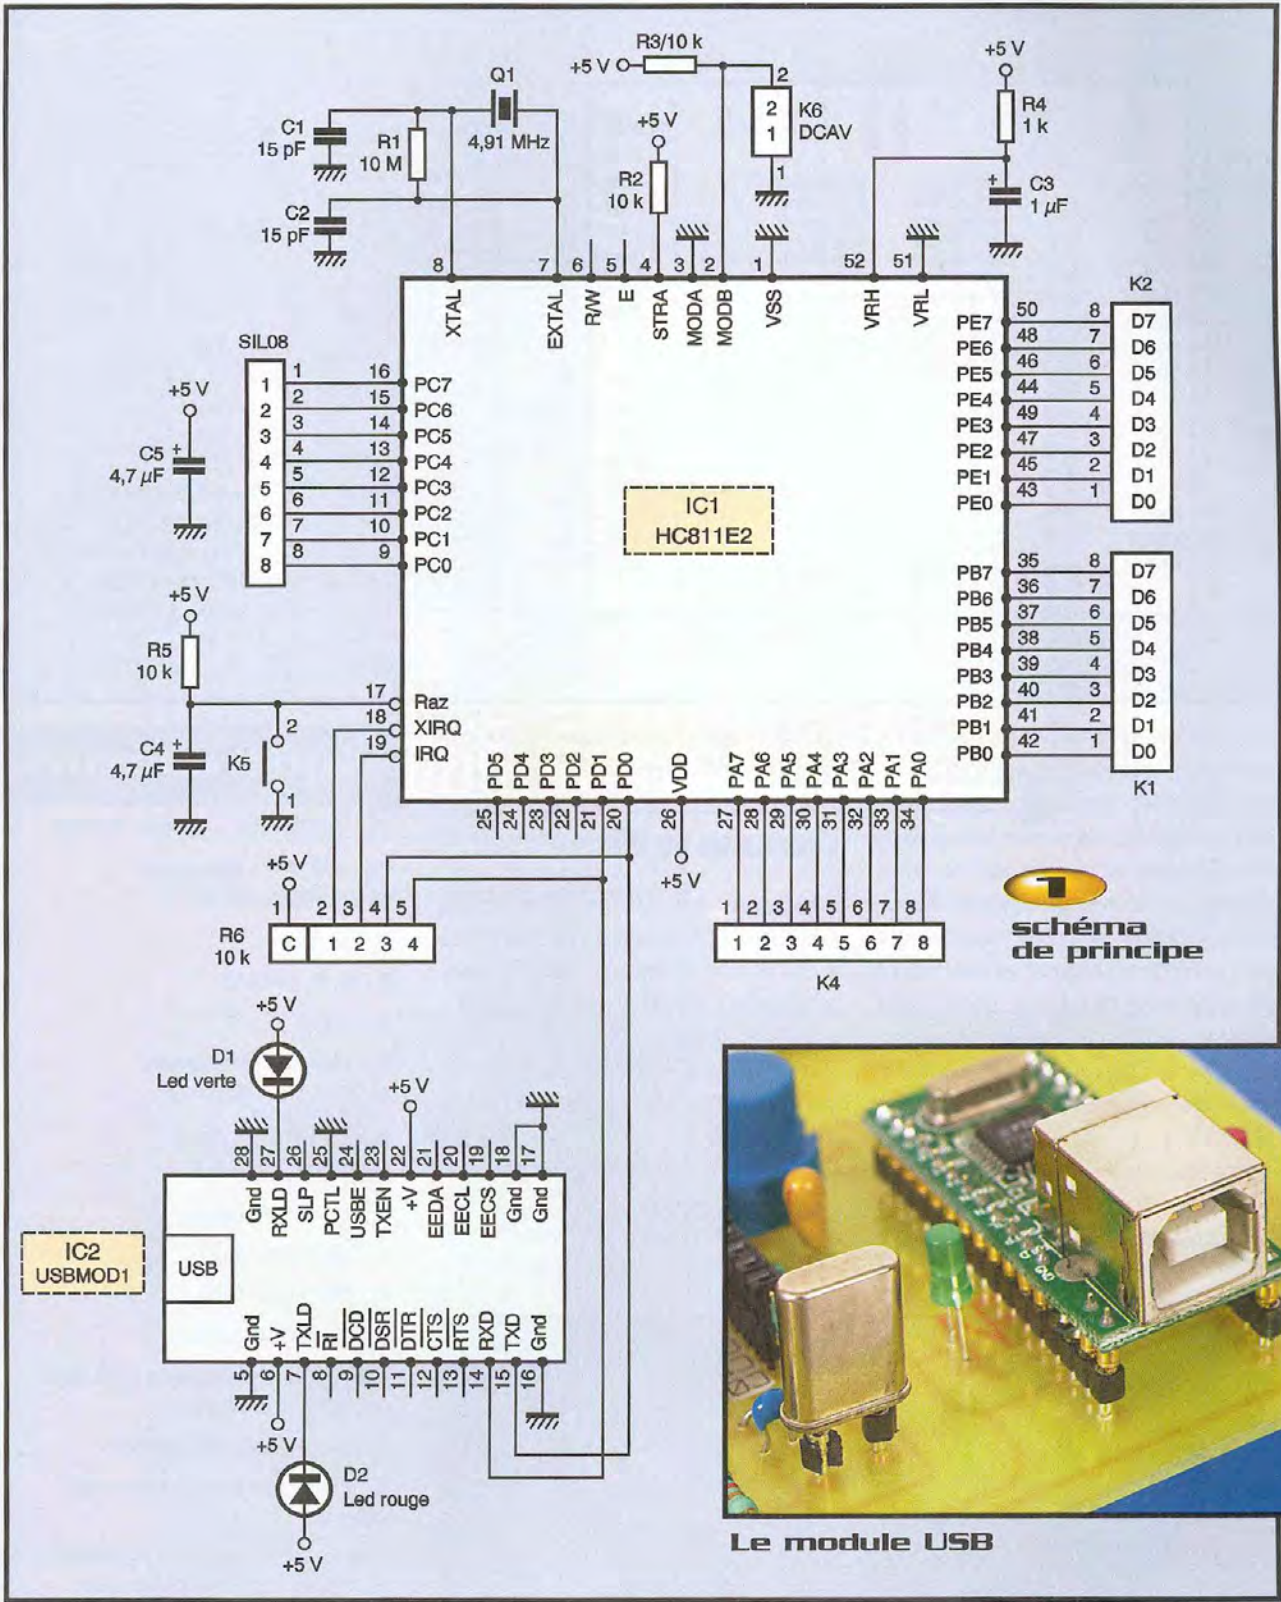 R3/10 k
+5 V
2
2
1
K6
DCAV
1
+5 V
R4
1 k
C3
+
1 µF
Q1
4,91 MHz
C1
15 pF
R1
10 M
C2
15 pF
+5 V
R2
10 k
8 7 6 5 4 3 2 1 52 51
XTAL
EXTAL
R/W
E
STRA
MODA
MODB
VSS
VRH
VRL
K2
PE7 50 8 D7
PE6 48 7 D6
PE5 46 6 D5
PE4 44 5 D4
PE3 49 4 D3
PE2 47 3 D2
PE1 45 2 D1
PE0 43 1 D0
SIL08
1 1 16 PC7
2 2 15 PC6
3 3 14 PC5
4 4 13 PC4
5 5 12 PC3
6 6 11 PC2
7 7 10 PC1
8 8 9 PC0
+5 V
C5
+
4,7 µF
IC1
HC811E2
PB7 35 8 D7
PB6 36 7 D6
PB5 37 6 D5
PB4 38 5 D4
PB3 39 4 D3
PB2 40 3 D2
PB1 41 2 D1
PB0 42 1 D0
K1
+5 V
R5
10 k
17 Raz
18 XIRQ
19 IRQ
C4
+
4,7 µF
K5
2
1
PD5
PD4
PD3
PD2
PD1
PD0
VDD
PA7
PA6
PA5
PA4
PA3
PA2
PA1
PA0
25 24 23 22 21 20 26 27 28 29 30 31 32 33 34
+5 V
+5 V
1 2 3 4 5
R6
10 k
C 1 2 3 4
1 2 3 4 5 6 7 8
1 2 3 4 5 6 7 8
K4
1
schéma
de principe
+5 V
D1
Led verte
+5 V
28 27 26 25 24 23 22 21 20 19 18 17
Gnd
RXLD
SLP
PCTL
USBE
TXEN
+V
EEDA
EECL
EECS
Gnd
Gnd
IC2
USBMOD1
USB
Gnd
+V
TXLD
RI
DCD
DSR
DTR
CTS
RTS
RXD
TXD
Gnd
5 6 7 8 9 10 11 12 13 14 15 16
+5 V
D2
Led rouge
+5 V
GND
Le module USB